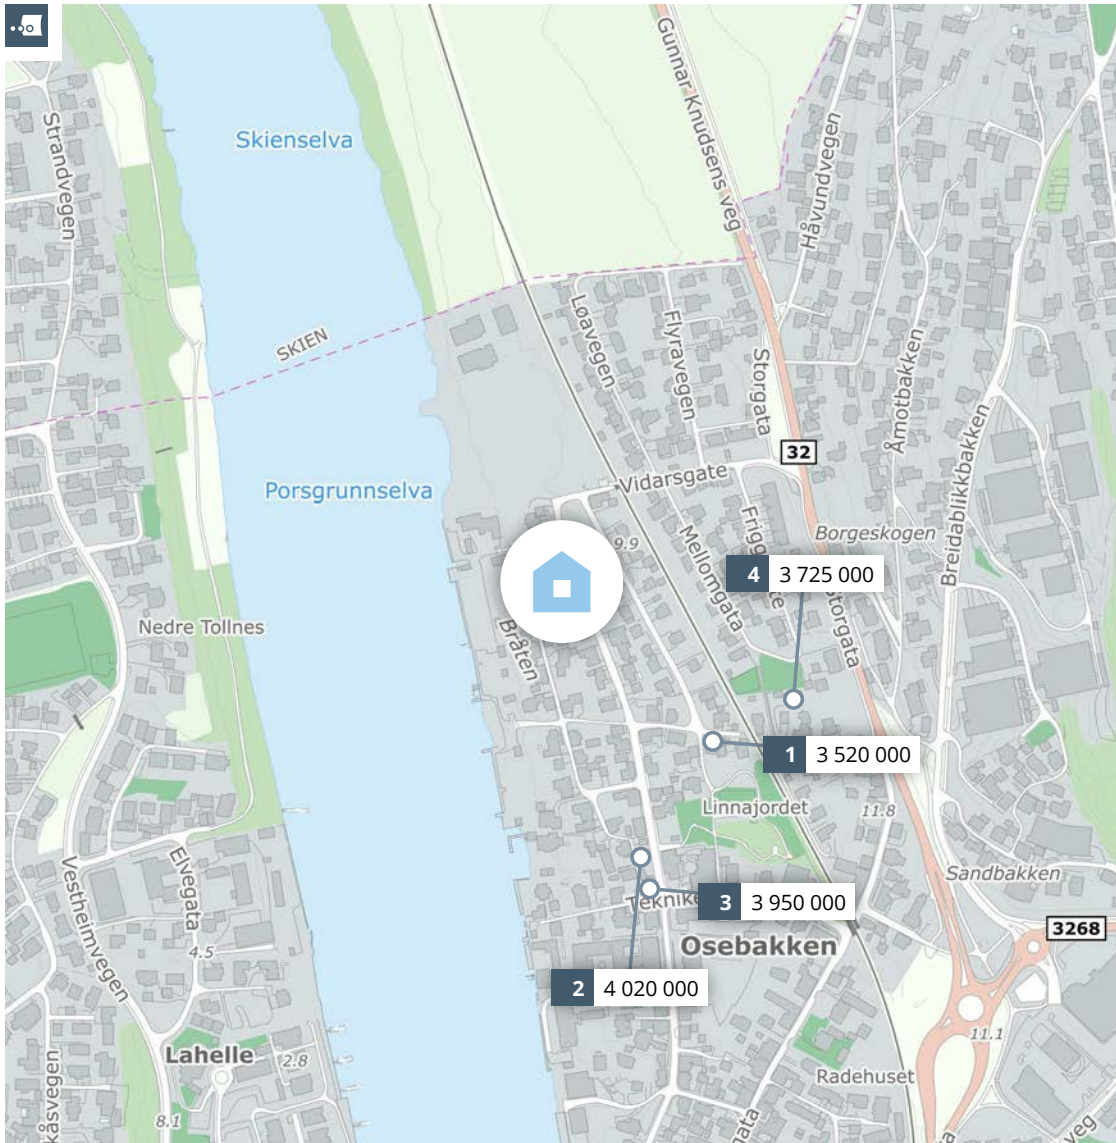 Gunnar Knudsens veg
Strandvegen
Skienselva
Håvundvegen
SKIEN
Løavegen
Flyravegen
Storgata
Åmotbakken
Breidablikkbakken
32
Vidarsgate
Porsgrunnselva
Borgeskogen
9.9
Mellomgata
4 3 725 000
Storgata
Bråten
Nedre Tollnes
1 3 520 000
Linnajordet
11.8
Sandbakken
Elvegata
Vestheimvegen
3 3 950 000
3268
Osebakken
4.5
2 4 020 000
11.1
Lahelle
2.8
Radehuset
8.1